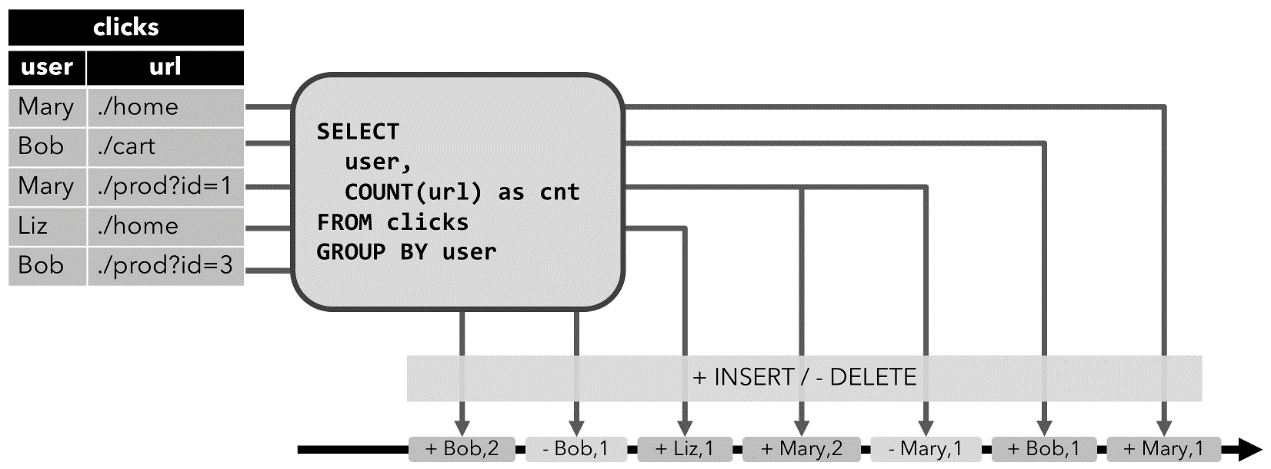 clicks
user url
Mary ./home
Bob ./cart
Mary ./prod?id=1
Liz ./home
Bob ./prod?id=3
SELECT
user,
COUNT(url) as cnt
FROM clicks
GROUP BY user
+ INSERT / - DELETE
+ Bob,2 - Bob,1 + Liz,1 + Mary,2 - Mary,1 + Bob,1 + Mary,1